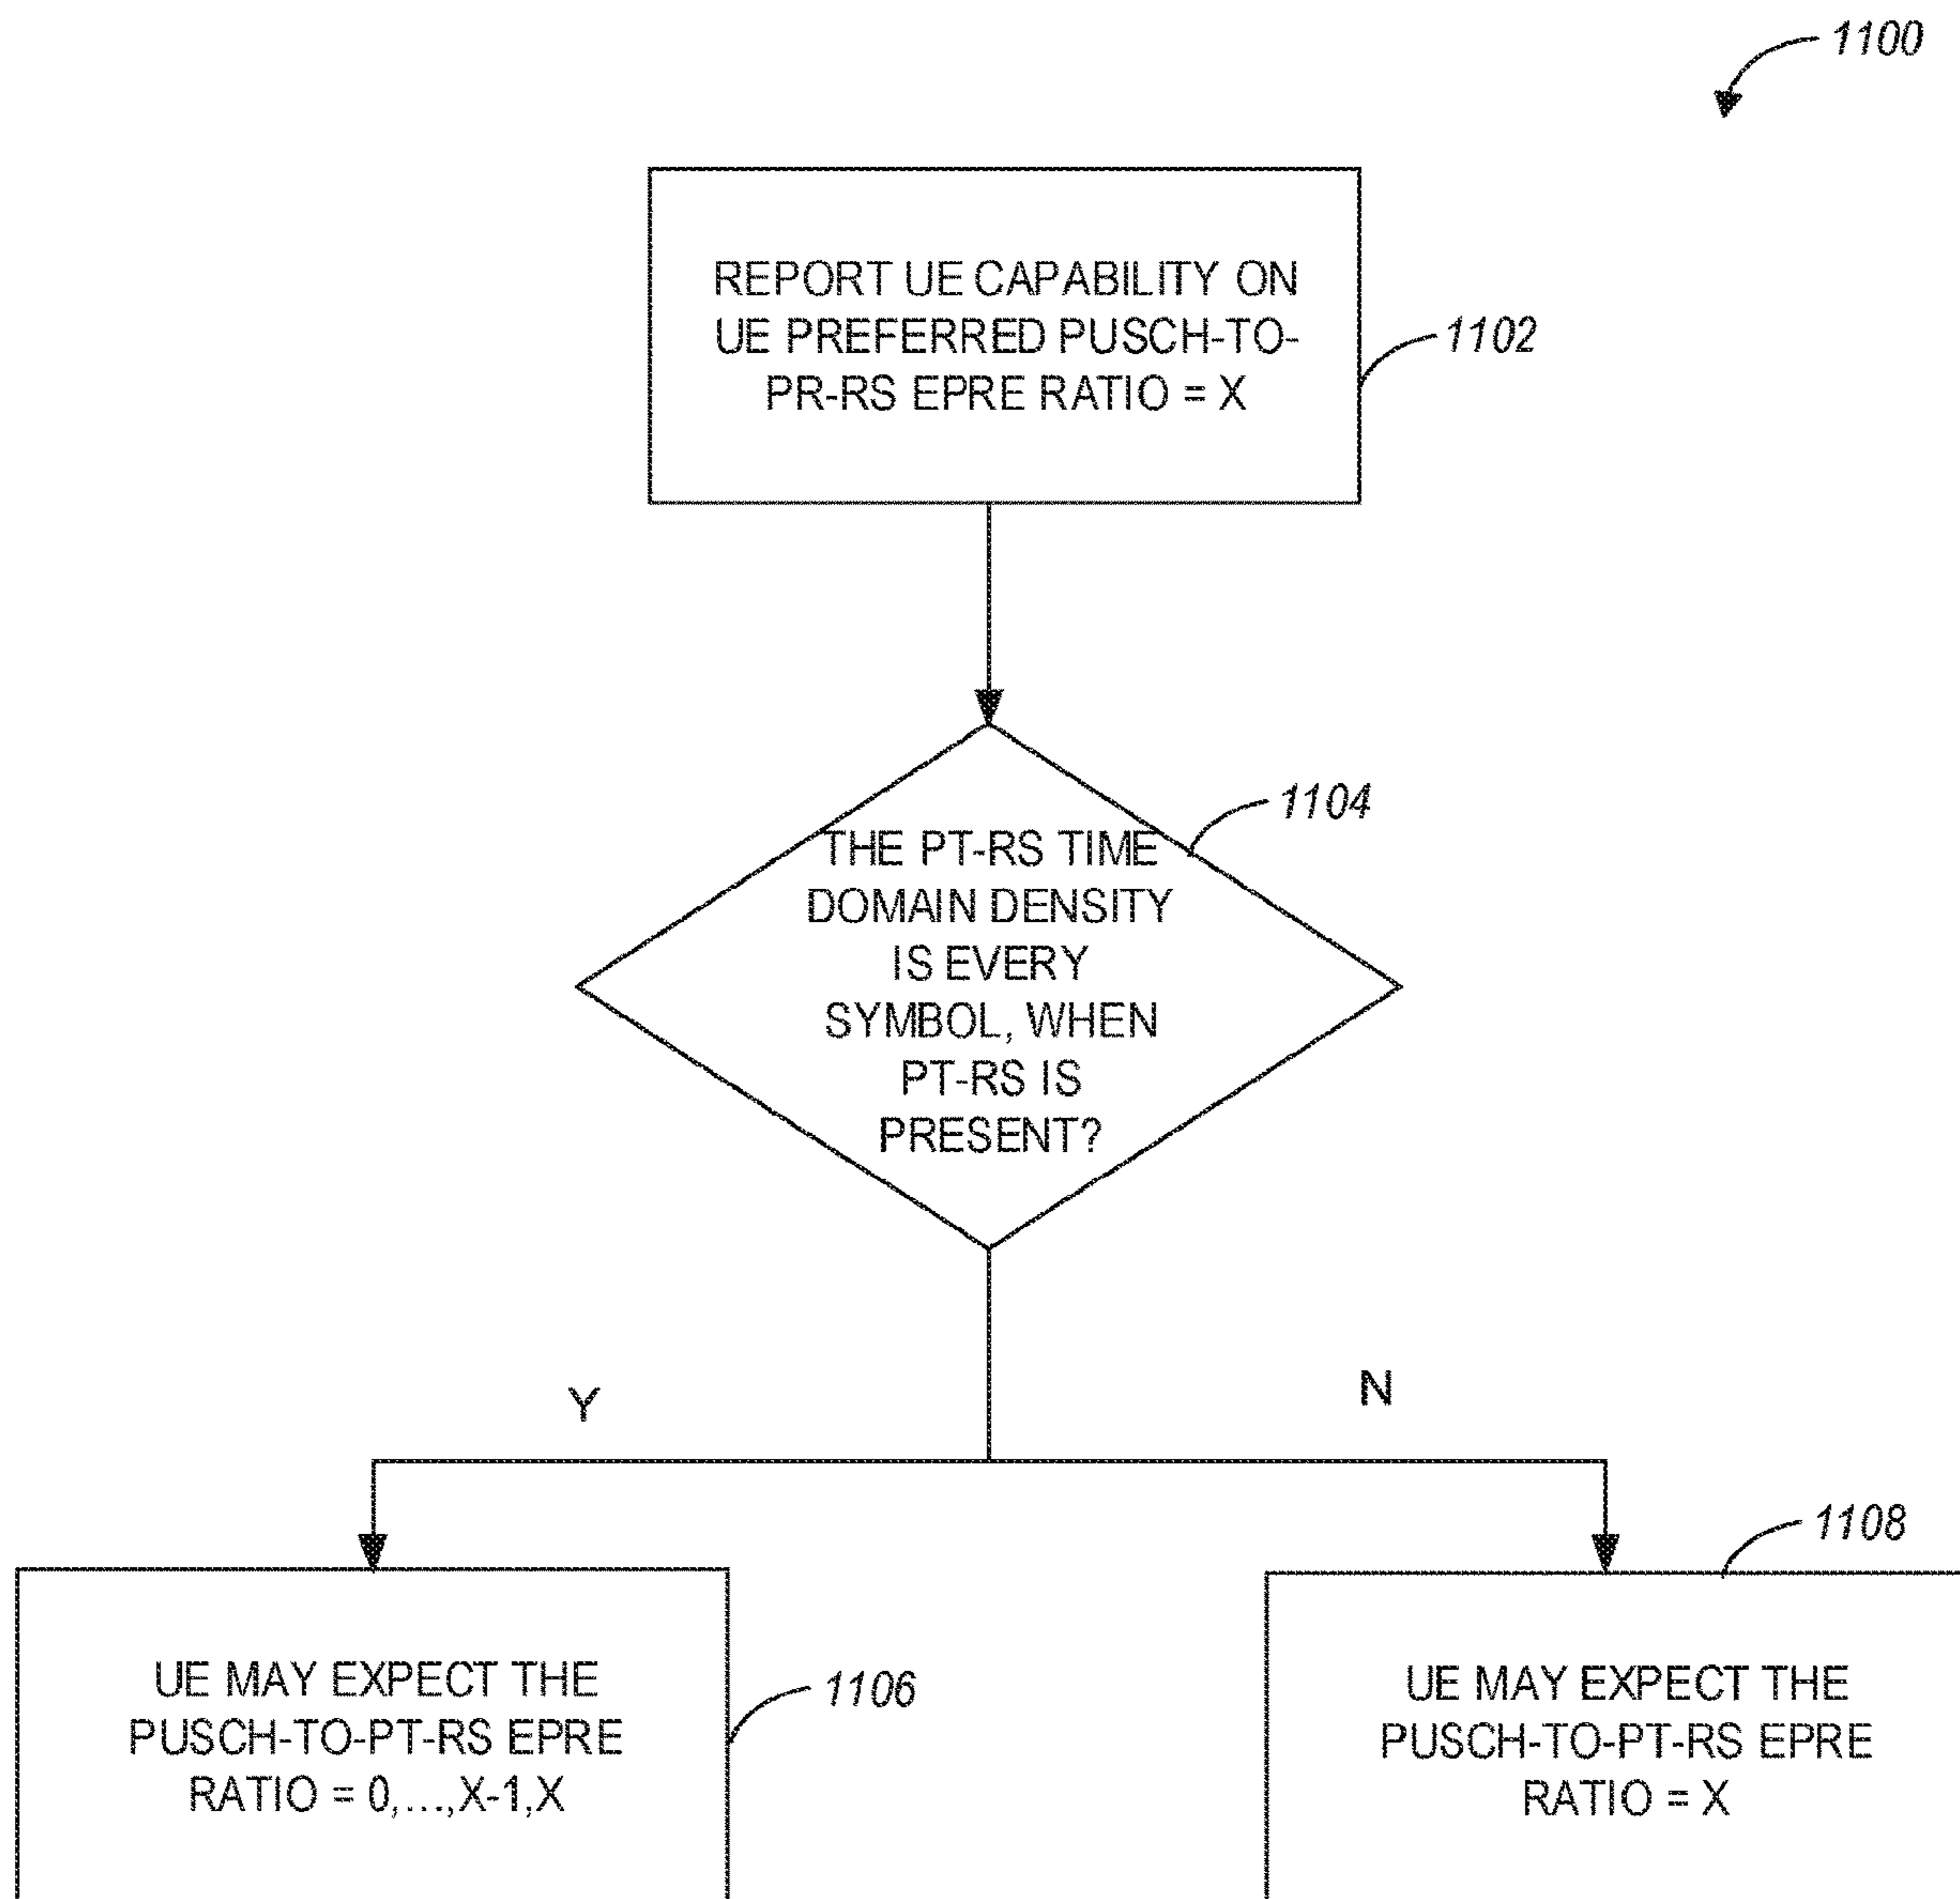 1100
REPORT UE CAPABILITY ON
UE PREFERRED PUSCH-TO-
PR-RS EPRE RATIO = X
1102
1104
THE PT-RS TIME
DOMAIN DENSITY
IS EVERY
SYMBOL, WHEN
PT-RS IS
PRESENT?
Y
N
1108
UE MAY EXPECT THE
PUSCH-TO-PT-RS EPRE
RATIO = 0,...,X-1,X
1106
UE MAY EXPECT THE
PUSCH-TO-PT-RS EPRE
RATIO = X